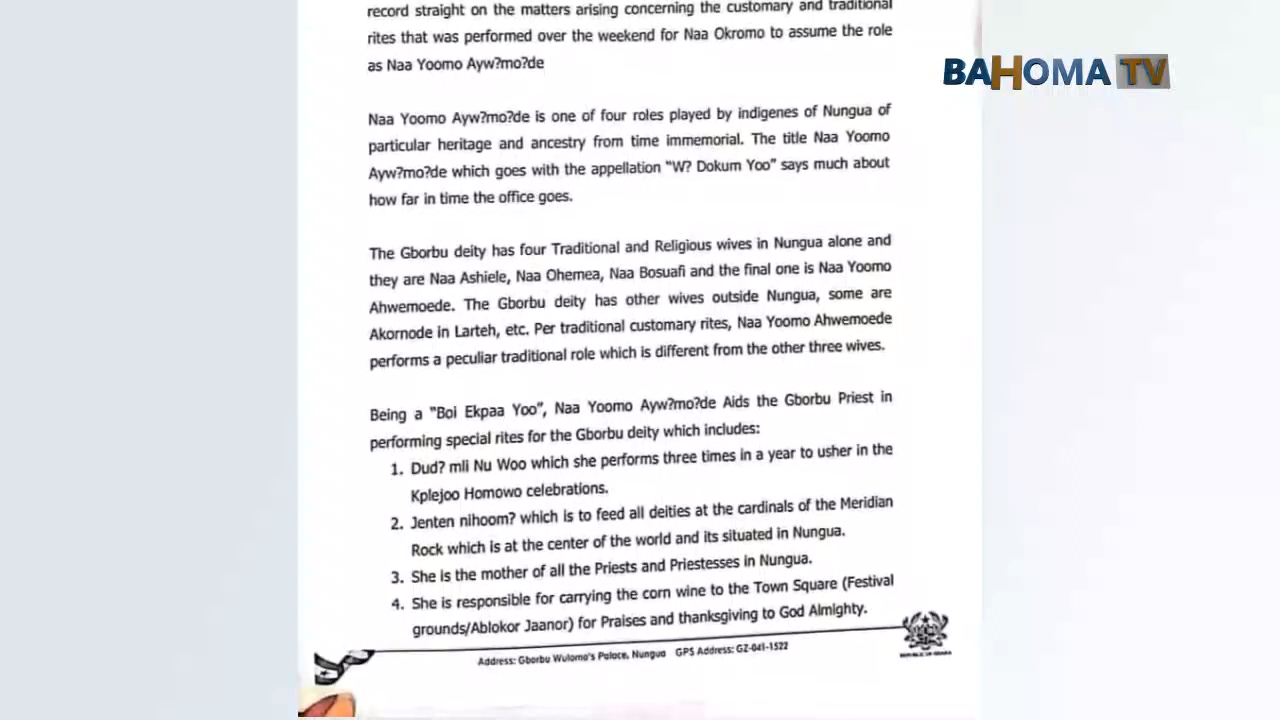 record straight on the matters arising concerning the customary and traditional
rites that was performed over the weekend for Naa Okromo to assume the role
as Naa Yoomo Ayw?mo?de
BAHOMA TV
Naa Yoomo Ayw?mo?de is one of four roles played by indigenes of Nungua of
particular heritage and ancestry from time immemorial. The title Naa Yoomo
Ayw?mo?de which goes with the appellation "W? Dokum Yoo" says much about
how far in time the office goes.
The Gborbu deity has four Traditional and Religious wives in Nungua alone and
they are Naa Ashiele, Naa Ohemea, Naa Bosuafi and the final one is Naa Yoomo
Ahwemoede. The Gborbu deity has other wives outside Nungua, some are
Akornode in Larteh, etc. Per traditional customary rites, Naa Yoomo Ahwemoede
performs a peculiar traditional role which is different from the other three wives.
Being a "Boi Ekpaa Yoo", Naa Yoomo Ayw?mo?de Aids the Gborbu Priest in
performing special rites for the Gborbu deity which includes:
1. Dud? mli Nu Woo which she performs three times in a year to usher in the
Kplejoo Homowo celebrations.
2. Jenten nihoom? which is to feed all deities at the cardinals of the Meridian
Rock which is at the center of the world and its situated in Nungua.
3. She is the mother of all the Priests and Priestesses in Nungua.
4. She is responsible for carrying the corn wine to the Town Square (Festival
grounds/Ablokor Jaanor) for Praises and thanksgiving to God Almighty.
Address: Gborbu Wulomo's Palace, Nungua GPS Address: GZ-041-1522
REPUBLIC OF GHANA